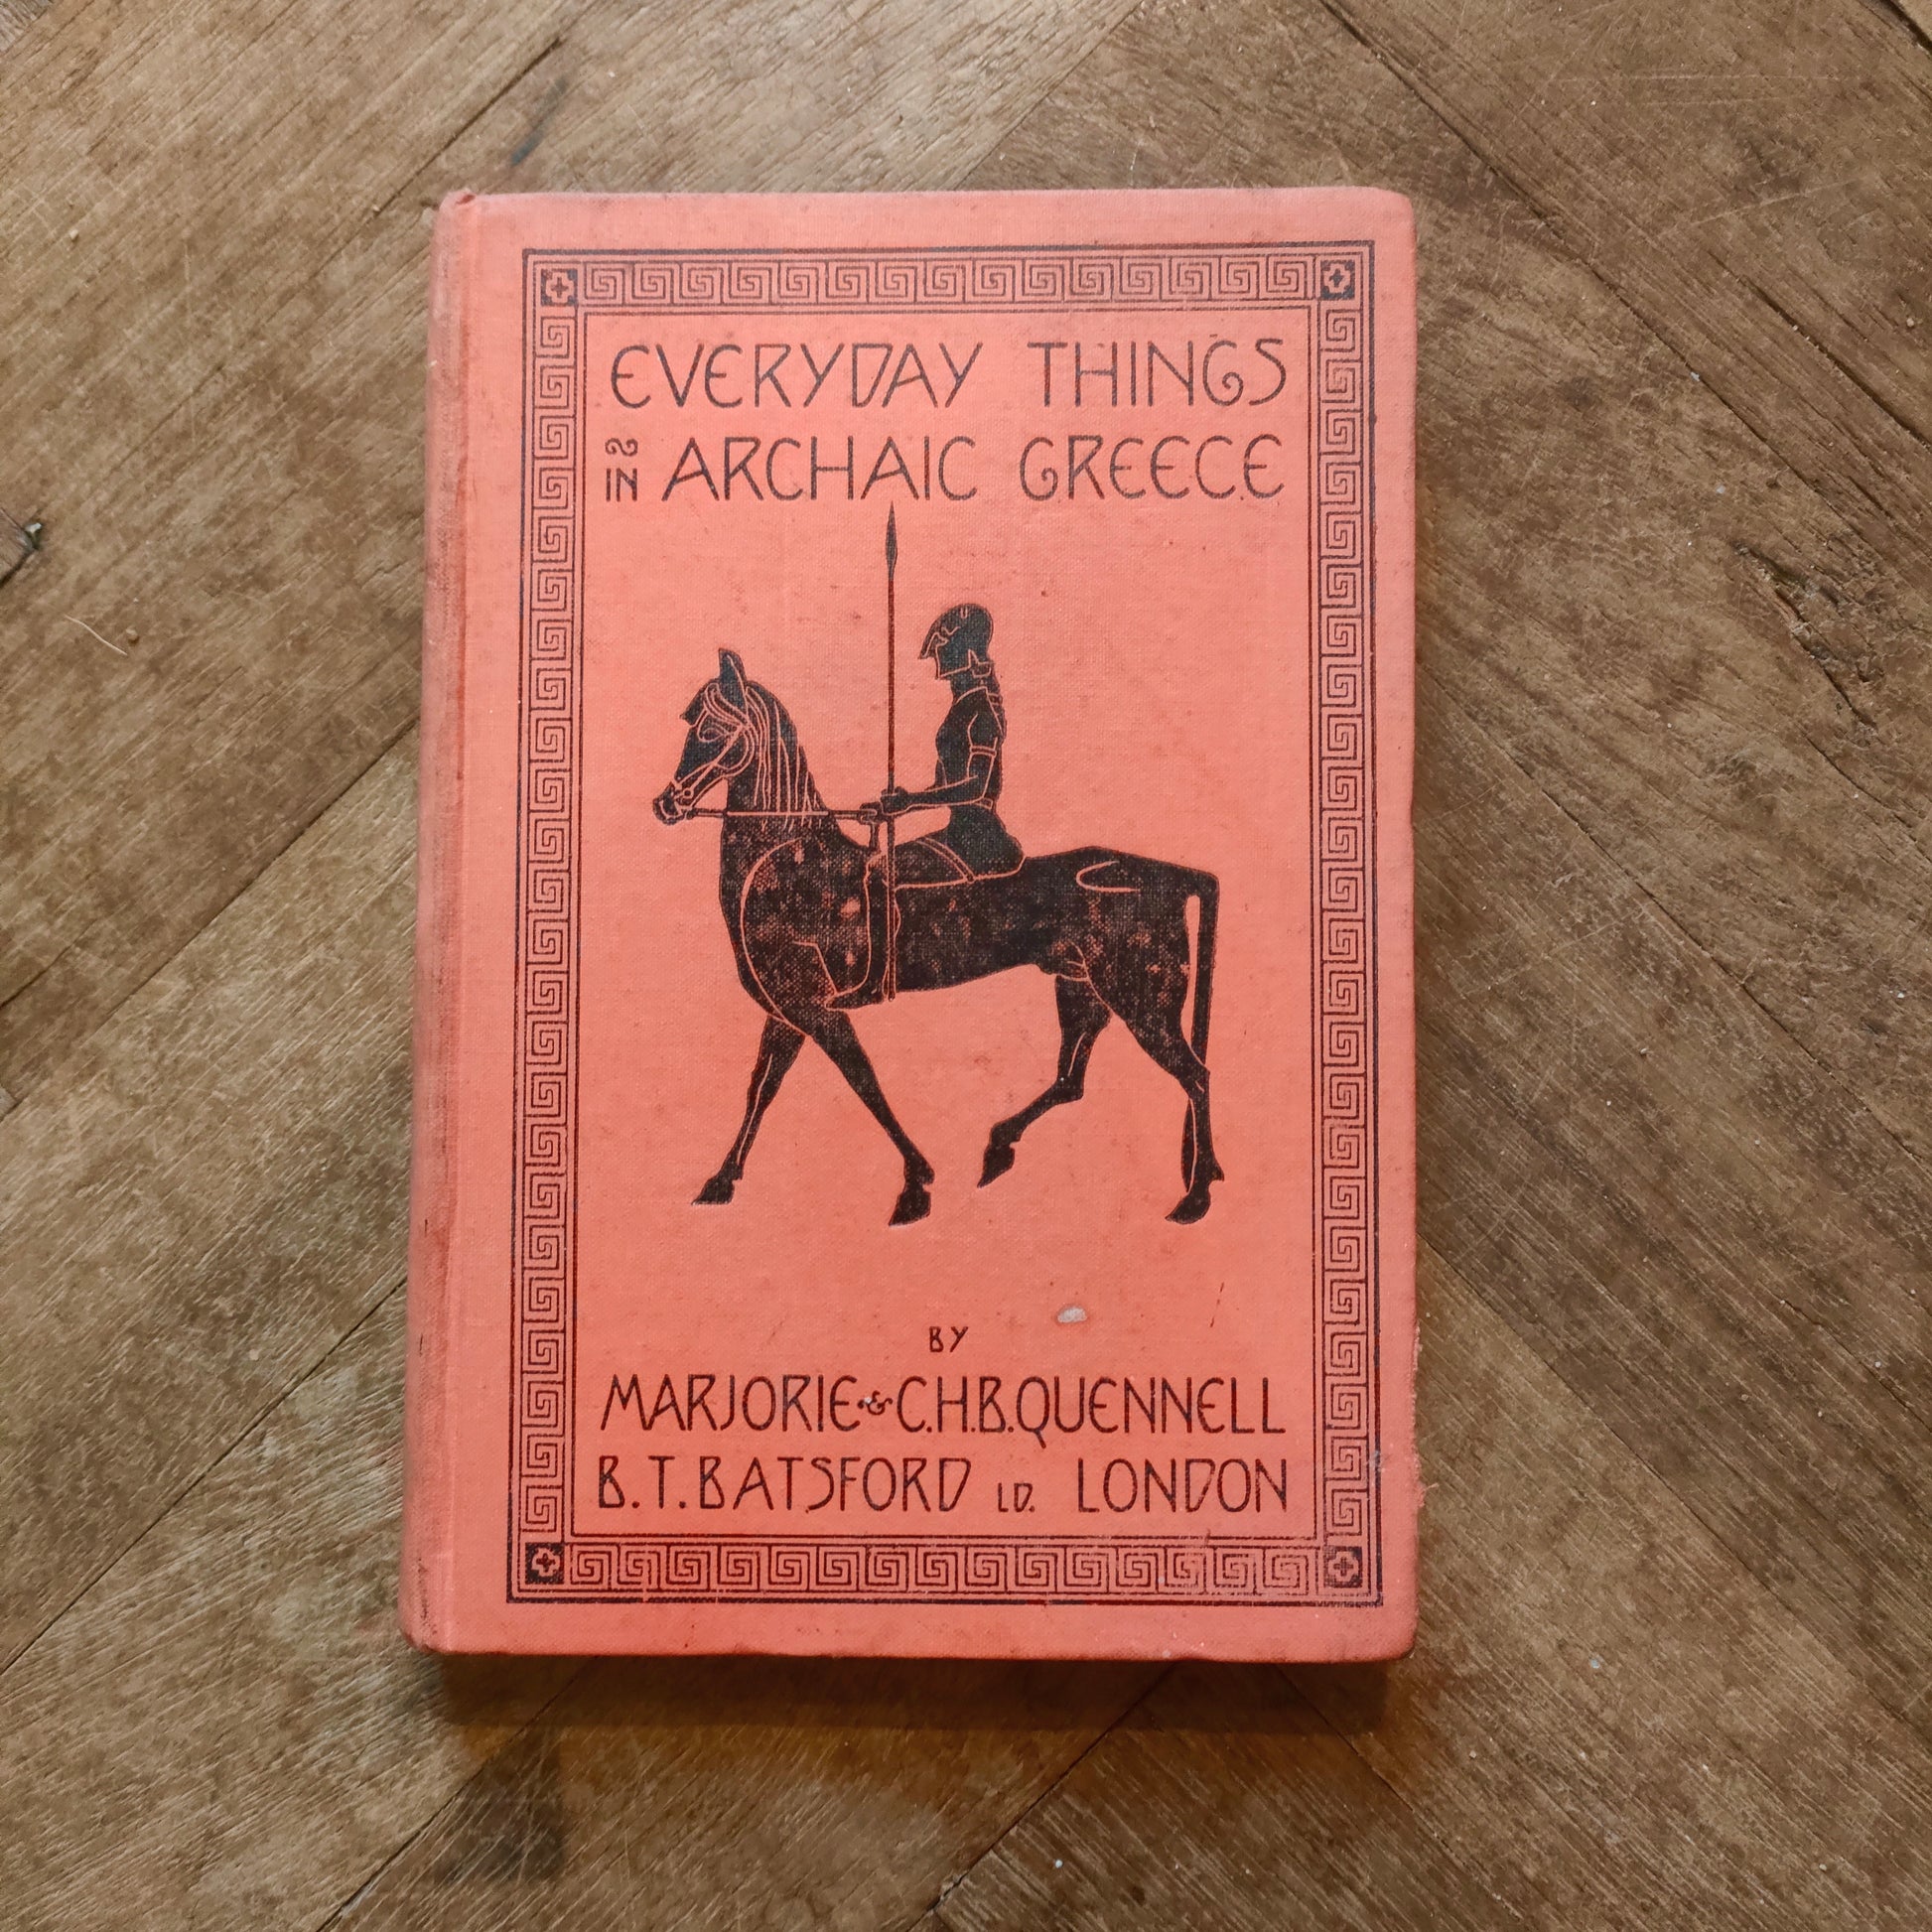 EVERYDAY THINGS
IN ARCHAIC GREECE
BY
MARJORIE & C.H.B. QUENNELL
B.T. BATSFORD LD. LONDON